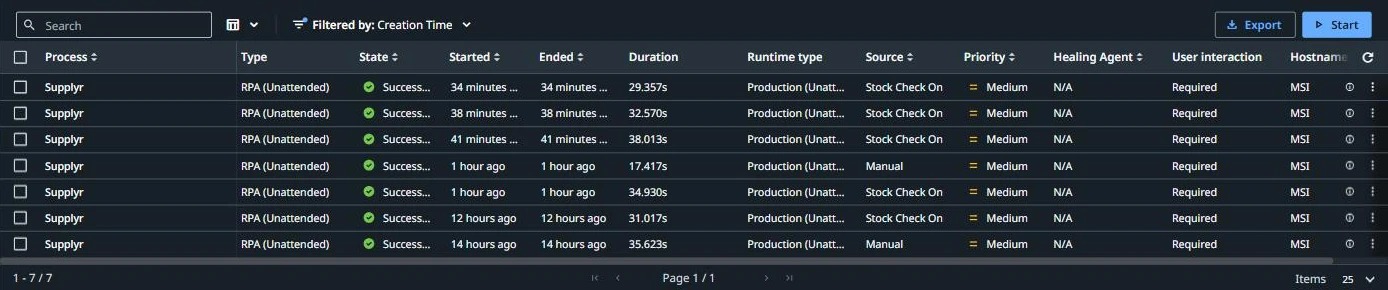 Search Filtered by: Creation Time Export Start
Process Type State Started Ended Duration Runtime type Source Priority Healing Agent User interaction Hostname
Supplyr RPA (Unattended) Success... 34 minutes ... 34 minutes ... 29.357s Production (Unatt... Stock Check On = Medium N/A Required MSI
Supplyr RPA (Unattended) Success... 38 minutes ... 38 minutes ... 32.570s Production (Unatt... Stock Check On = Medium N/A Required MSI
Supplyr RPA (Unattended) Success... 41 minutes ... 41 minutes ... 38.013s Production (Unatt... Stock Check On = Medium N/A Required MSI
Supplyr RPA (Unattended) Success... 1 hour ago 1 hour ago 17.417s Production (Unatt... Manual = Medium N/A Required MSI
Supplyr RPA (Unattended) Success... 1 hour ago 1 hour ago 34.930s Production (Unatt... Stock Check On = Medium N/A Required MSI
Supplyr RPA (Unattended) Success... 12 hours ago 12 hours ago 31.017s Production (Unatt... Stock Check On = Medium N/A Required MSI
Supplyr RPA (Unattended) Success... 14 hours ago 14 hours ago 35.623s Production (Unatt... Manual = Medium N/A Required MSI
1 - 7 / 7 Page 1 / 1 Items 25